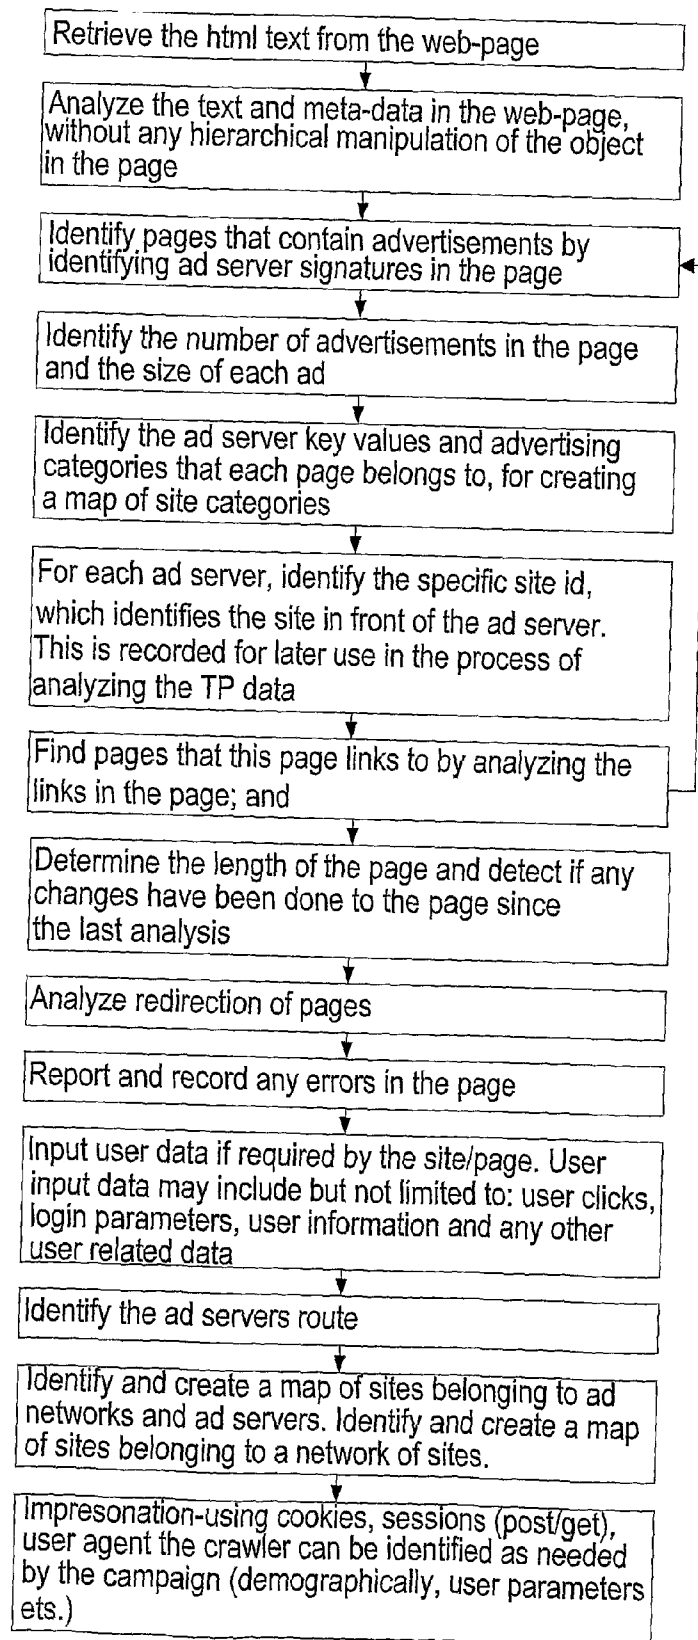 Retrieve the html text from the web-page
Analyze the text and meta-data in the web-page,
without any hierarchical manipulation of the object
in the page
Identify pages that contain advertisements by
identifying ad server signatures in the page
Identify the number of advertisements in the page
and the size of each ad
Identify the ad server key values and advertising
categories that each page belongs to, for creating
a map of site categories
For each ad server, identify the specific site id,
which identifies the site in front of the ad server.
This is recorded for later use in the process of
analyzing the TP data
Find pages that this page links to by analyzing the
links in the page; and
Determine the length of the page and detect if any
changes have been done to the page since
the last analysis
Analyze redirection of pages
Report and record any errors in the page
Input user data if required by the site/page. User
input data may include but not limited to: user clicks,
login parameters, user information and any other
user related data
Identify the ad servers route
Identify and create a map of sites belonging to ad
networks and ad servers. Identify and create a map
of sites belonging to a network of sites.
Impresonation-using cookies, sessions (post/get),
user agent the crawler can be identified as needed
by the campaign (demographically, user parameters
ets.)